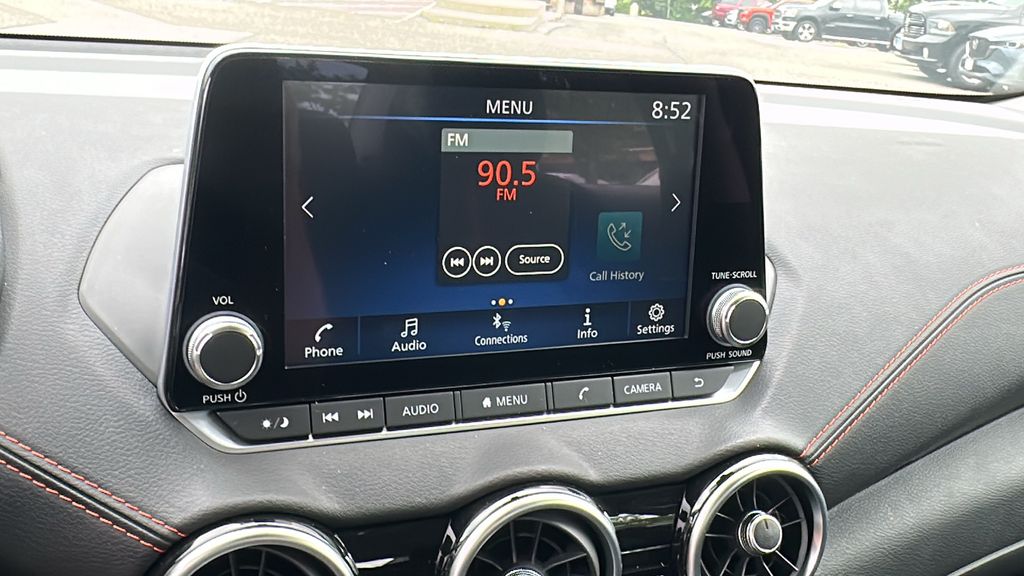 MENU
8:52
FM
90.5
FM
Source
Call History
Phone
Audio
Connections
Info
Settings
VOL
PUSH
TUNE·SCROLL
PUSH SOUND
AUDIO
MENU
CAMERA